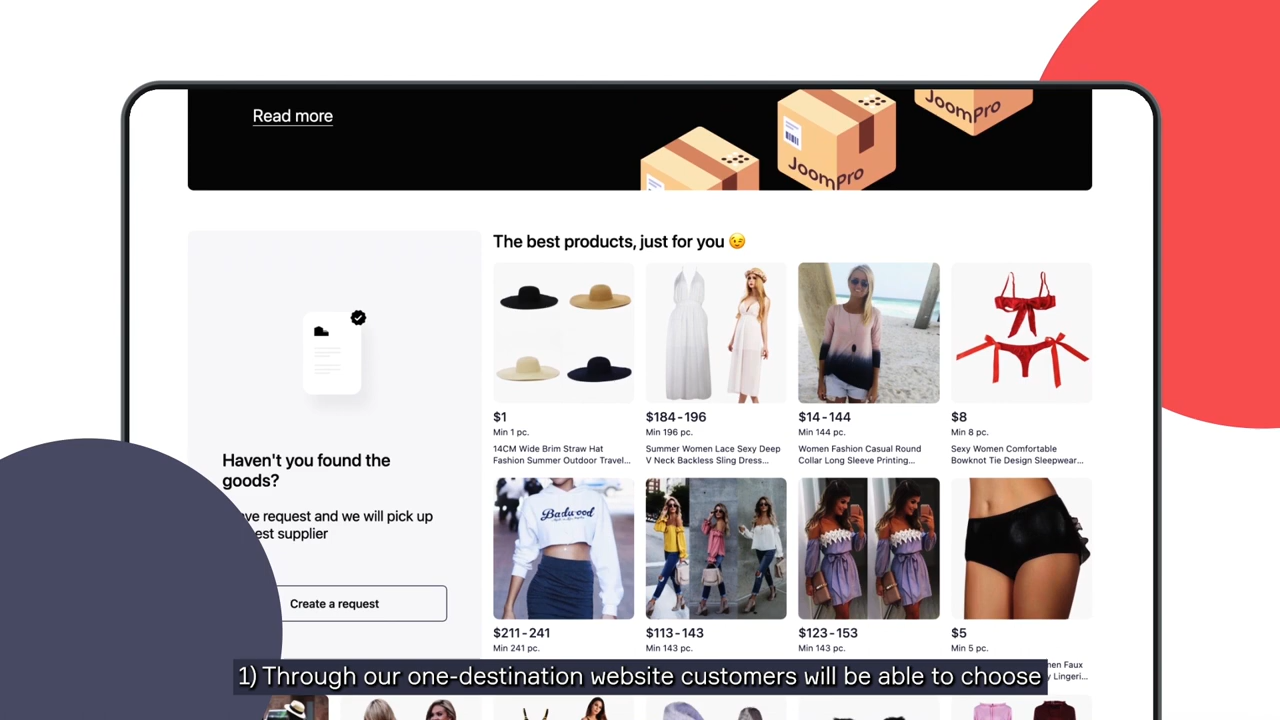 Read more
JoomPro
JoomPro
The best products, just for you 😉
$1
Min 1 pc.
14CM Wide Brim Straw Hat
Fashion Summer Outdoor Travel...
$184-196
Min 196 pc.
Summer Women Lace Sexy Deep
V Neck Backless Sling Dress...
$14-144
Min 144 pc.
Women Fashion Casual Round
Collar Long Sleeve Printing...
$8
Min 8 pc.
Sexy Women Comfortable
Bowknot Tie Design Sleepwear...
Haven't you found the
goods?
request and we will pick up
supplier
Create a request
Badwood
$211-241
Min 241 pc.
$113-143
Min 143 pc.
$123-153
Min 143 pc.
$5
Min 5 pc.
Faux
Lingeri...
1) Through our one-destination website customers will be able to choose